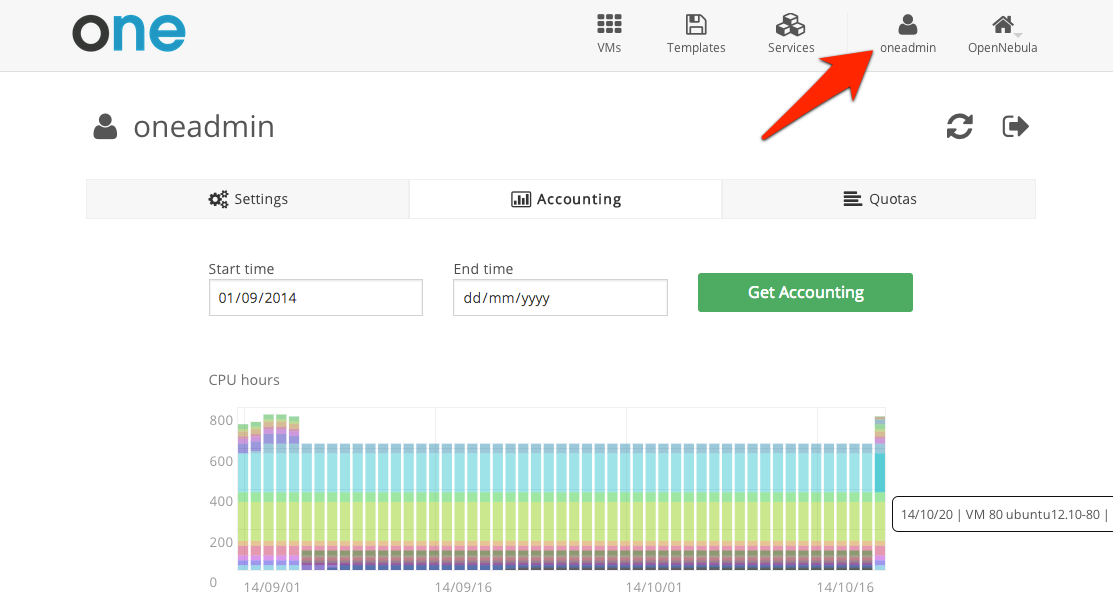 one
VMs
Templates
Services
oneadmin
OpenNebula
oneadmin
Settings
Accounting
Quotas
Start time
End time
01/09/2014
dd/mm/yyyy
Get Accounting
CPU hours
800
600
400
200
0
14/09/01
14/09/16
14/10/01
14/10/16
14/10/20 | VM 80 ubuntu12.10-80 |